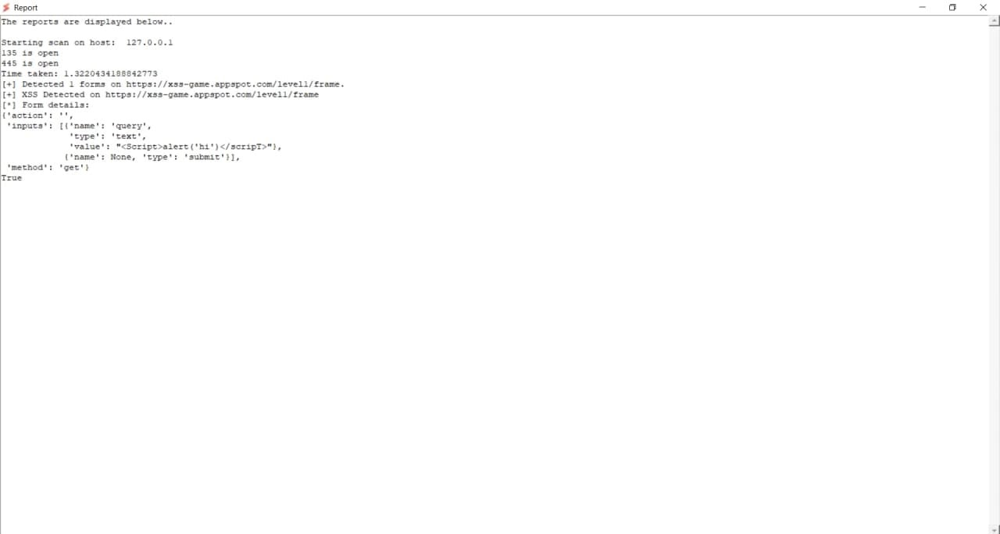 Report
The reports are displayed below..
Starting scan on host:  127.0.0.1
135 is open
445 is open
Time taken: 1.3220434188842773
[+] Detected 1 forms on https://xss-game.appspot.com/level1/frame.
[+] XSS Detected on https://xss-game.appspot.com/level1/frame
[*] Form details:
{'action': '',
 'inputs': [{'name': 'query',
             'type': 'text',
             'value': "<Script>alert('hi')</scripT>"},
            {'name': None, 'type': 'submit'}],
 'method': 'get'}
True